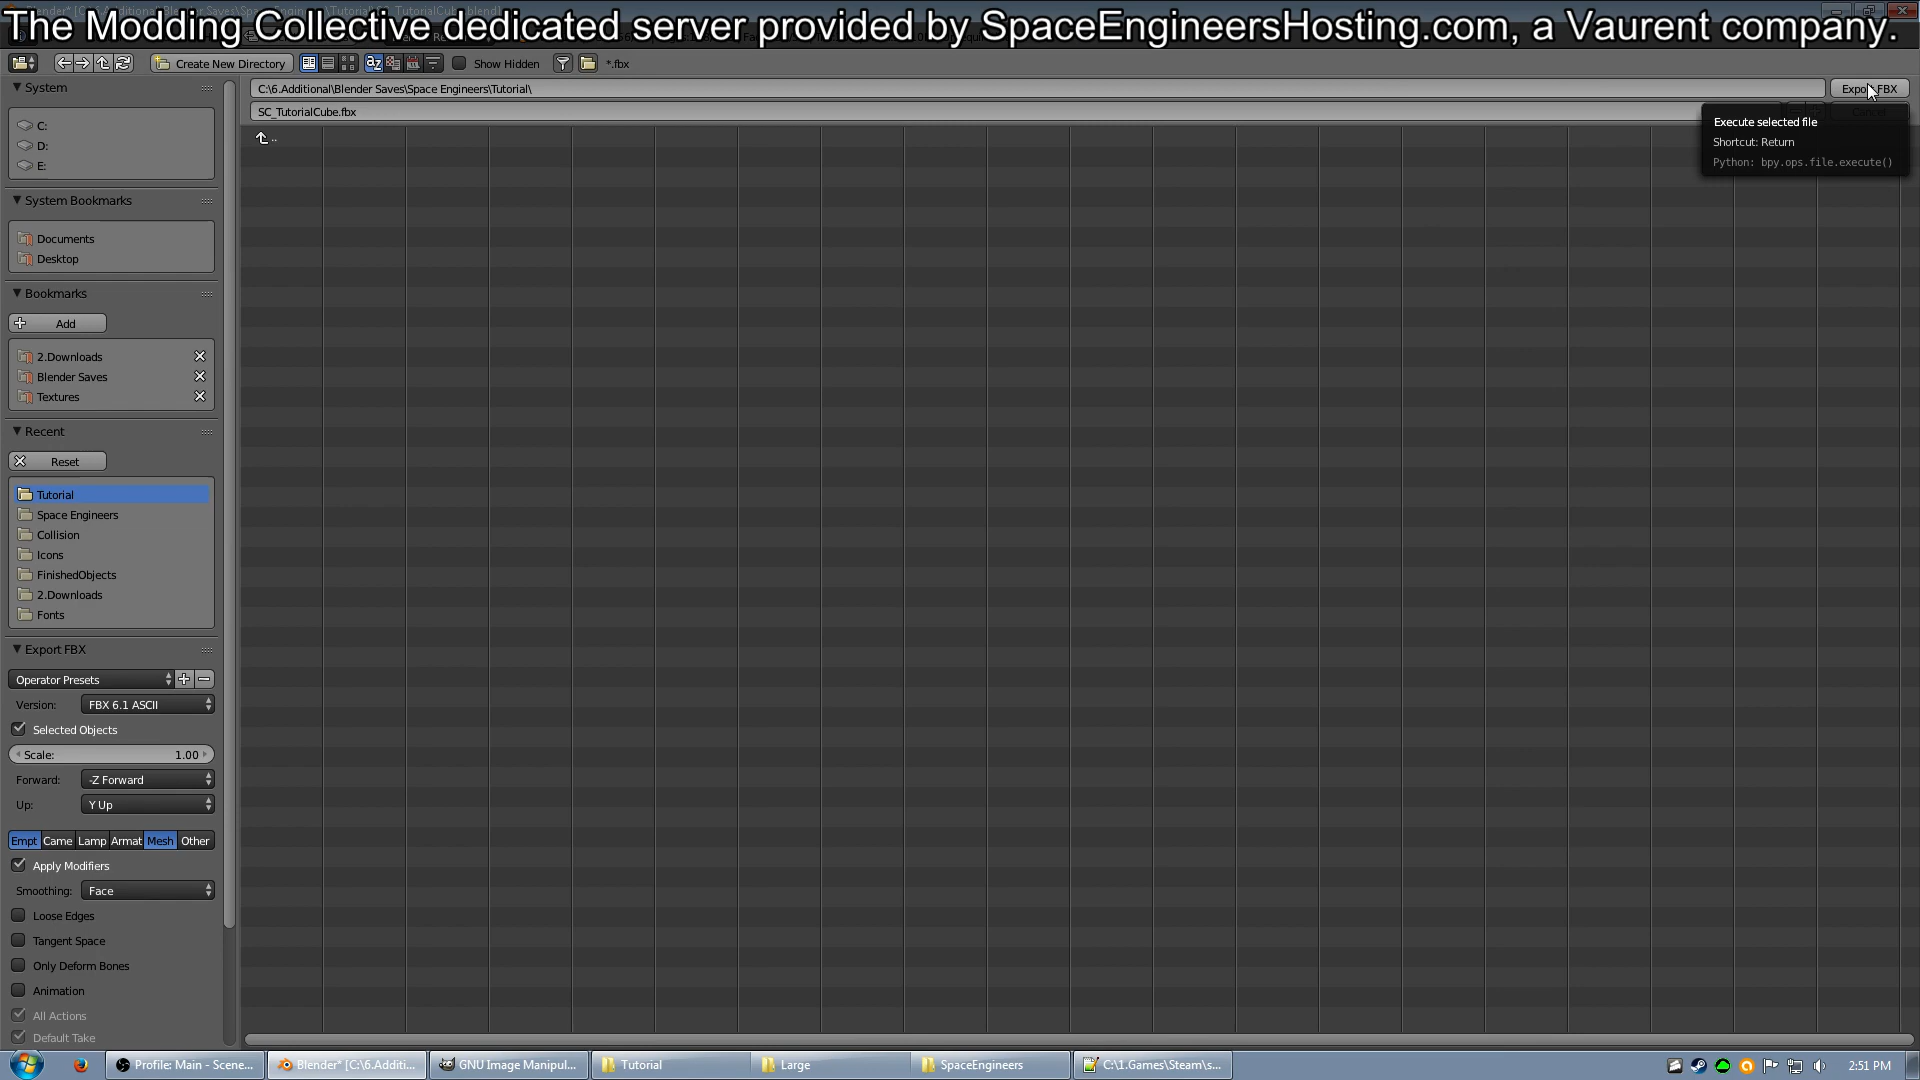 The Modding Collective dedicated server provided by SpaceEngineersHosting.com, a Vaurent company.
Create New Directory
Show Hidden
*.fbx
System
C:\6.Additional\Blender Saves\Space Engineers\Tutorial\
Export FBX
SC_TutorialCube.fbx
Cancel
Execute selected file
Shortcut: Return
Python: bpy.ops.file.execute()
..
C:
D:
E:
System Bookmarks
Documents
Desktop
Bookmarks
Add
2.Downloads
Blender Saves
Textures
Recent
Reset
Tutorial
Space Engineers
Collision
Icons
FinishedObjects
2.Downloads
Fonts
Export FBX
Operator Presets
Version: FBX 6.1 ASCII
Selected Objects
Scale: 1.00
Forward: -Z Forward
Up: Y Up
Empt Came Lamp Armat Mesh Other
Apply Modifiers
Smoothing: Face
Loose Edges
Tangent Space
Only Deform Bones
Animation
All Actions
Default Take
Profile: Main - Scene...
Blender* [C:\6.Additi...
GNU Image Manipul...
Tutorial
Large
SpaceEngineers
C:\1.Games\Steam\s...
2:51 PM